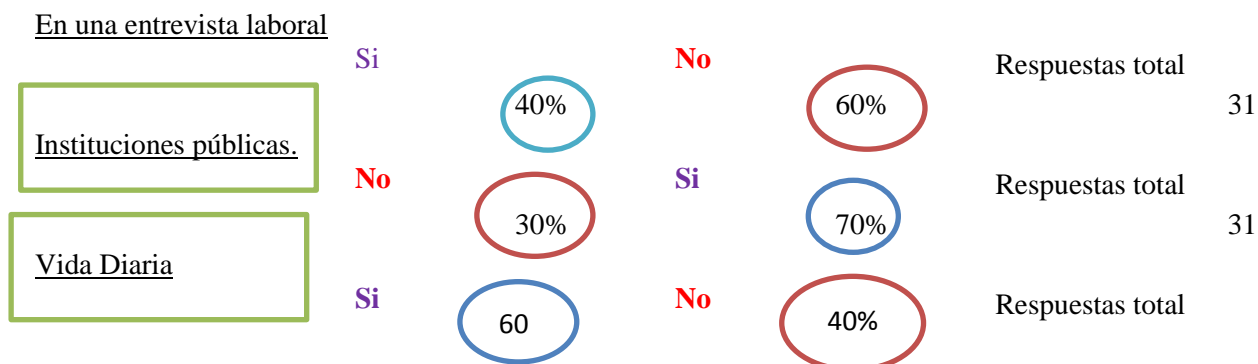 En una entrevista laboral
Si No Respuestas total
40% 60% 31
Instituciones públicas.
No Si Respuestas total
30% 70% 31
Vida Diaria
Si No Respuestas total
60 40%